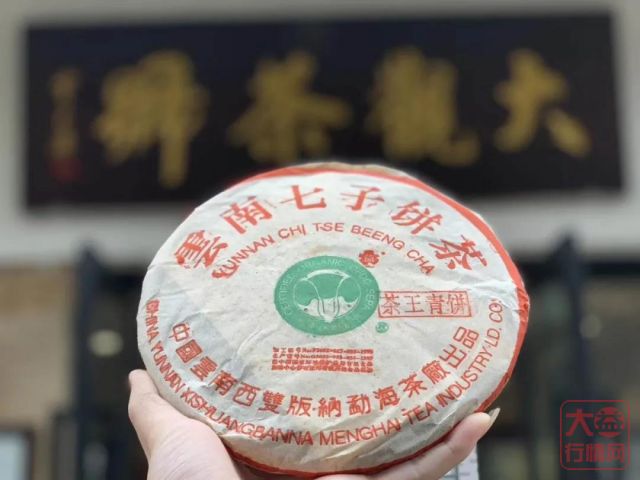 大觀茶鄉
雲南七子餅茶
YUNNAN CHI TSE BEENG CHA
茶王青饼
中國雲南西雙版·納勐海茶廠出品
CHINA YUNNAN XISHUANGBANNA MENGHAI TEA INDUSTRY.LD. CO.
大益
行情网